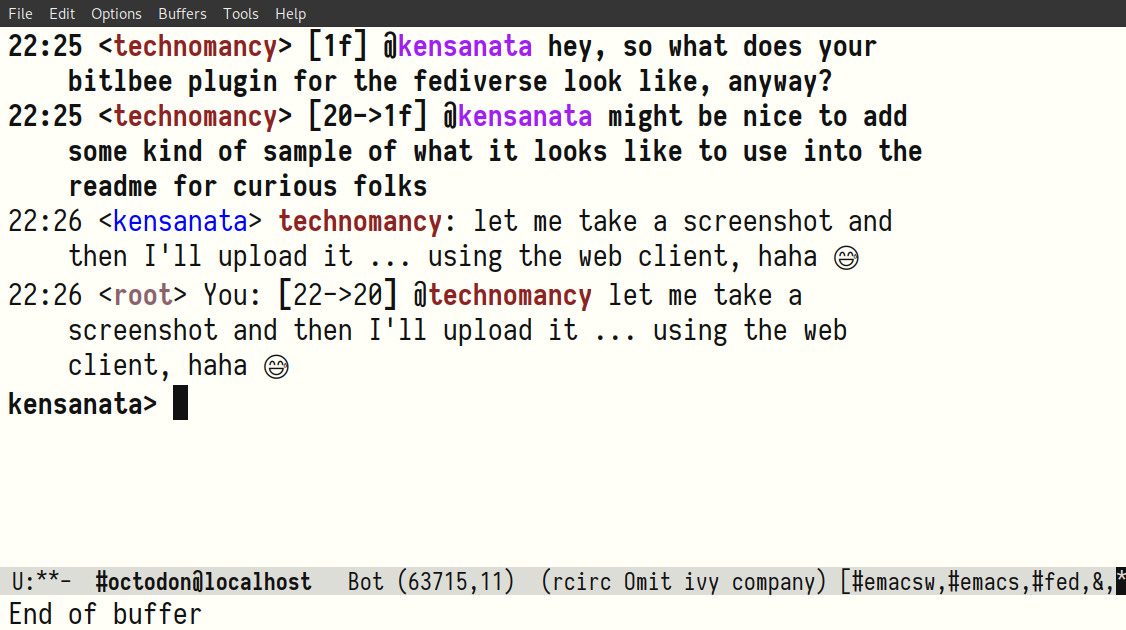 File Edit Options Buffers Tools Help
22:25 <technomancy> [1f] @kensanata hey, so what does your
bitlbee plugin for the fediverse look like, anyway?
22:25 <technomancy> [20->1f] @kensanata might be nice to add
some kind of sample of what it looks like to use into the
readme for curious folks
22:26 <kensanata> technomancy: let me take a screenshot and
then I'll upload it ... using the web client, haha 😅
22:26 <root> You: [22->20] @technomancy let me take a
screenshot and then I'll upload it ... using the web
client, haha 😅
kensanata>
U:**- #octodon@localhost Bot (63715,11) (rcirc Omit ivy company) [#emacsw,#emacs,#fed,&,*
End of buffer